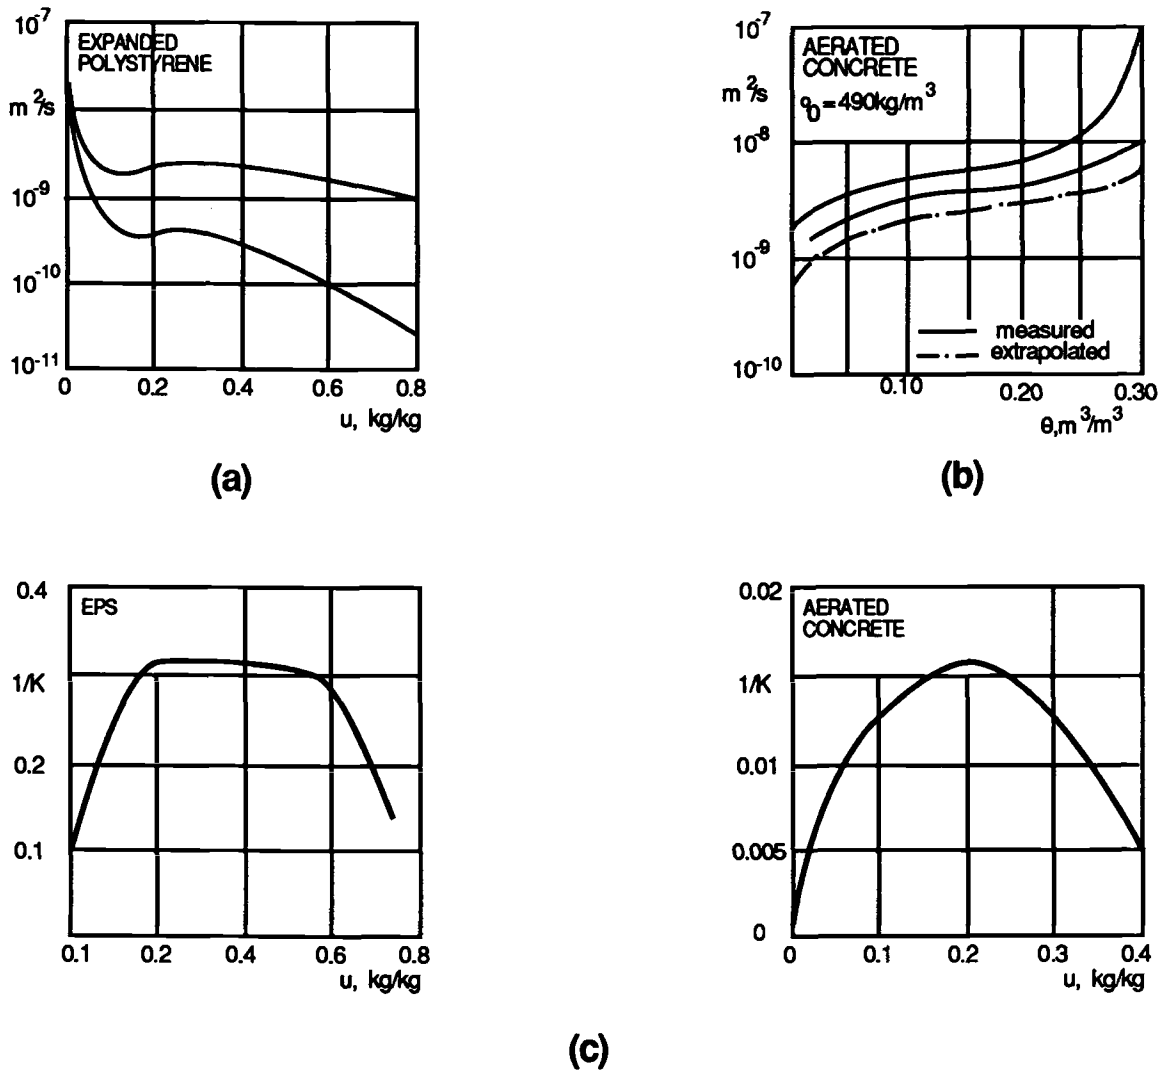 10-7
EXPANDED
POLYSTYRENE
m2/s
10-9
10-10
10-11
0 0.2 0.4 0.6 0.8
u, kg/kg
(a)
10-7
AERATED
CONCRETE
m2/s
ρ0 = 490kg/m3
10-8
10-9
measured
extrapolated
10-10
0.10 0.20 0.30
θ,m3/m3
(b)
0.4
EPS
1/K
0.2
0.1
0.1 0.2 0.4 0.6 0.8
u, kg/kg
0.02
AERATED
CONCRETE
1/K
0.01
0.005
0
0 0.1 0.2 0.3 0.4
u, kg/kg
(c)